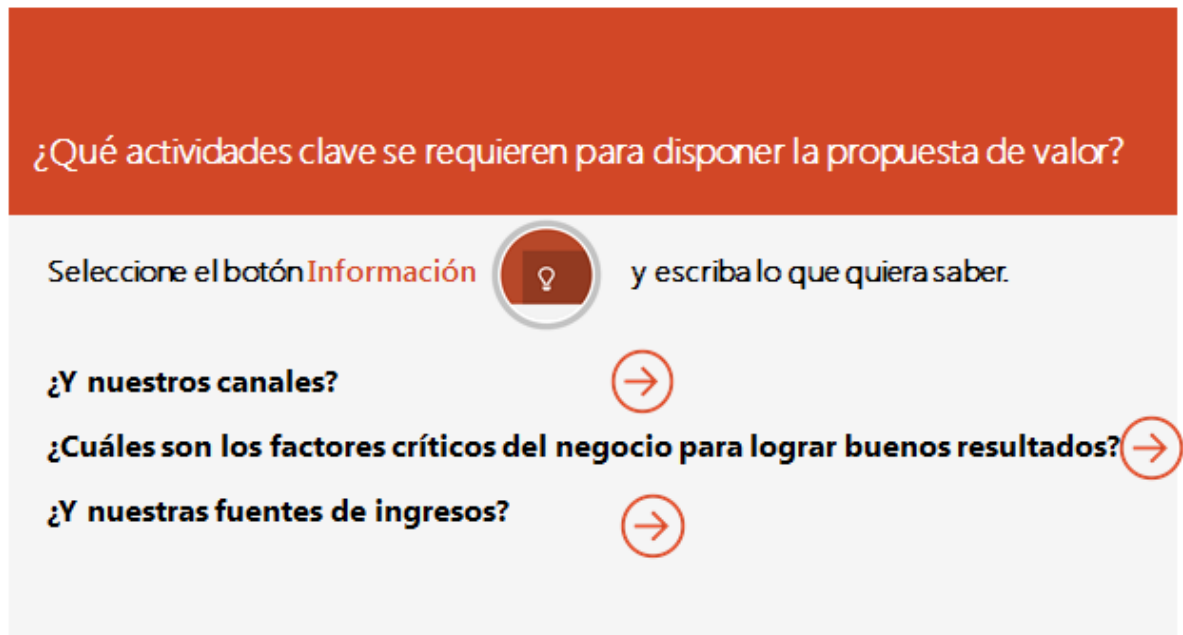 ¿Qué actividades clave se requieren para disponer la propuesta de valor?
Seleccione el botón Información y escriba lo que quiera saber.
¿Y nuestros canales?
¿Cuáles son los factores críticos del negocio para lograr buenos resultados?
¿Y nuestras fuentes de ingresos?